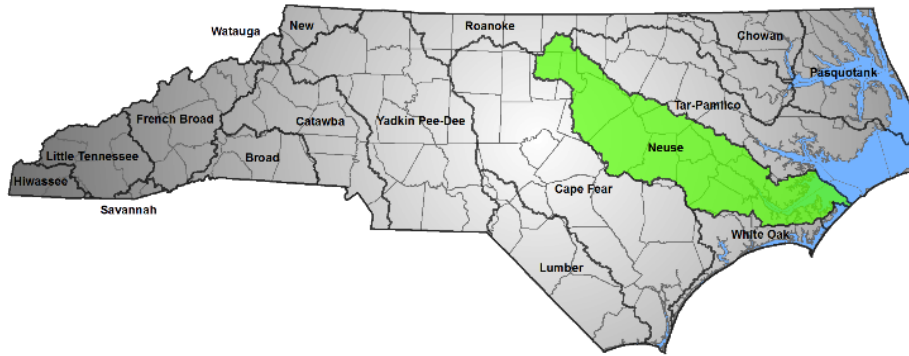 Watauga
New
Roanoke
Chowan
Pasquotank
French Broad
Catawba
Yadkin Pee-Dee
Tar-Pamlico
Little Tennessee
Broad
Neuse
Hiwassee
Savannah
Cape Fear
White Oak
Lumber